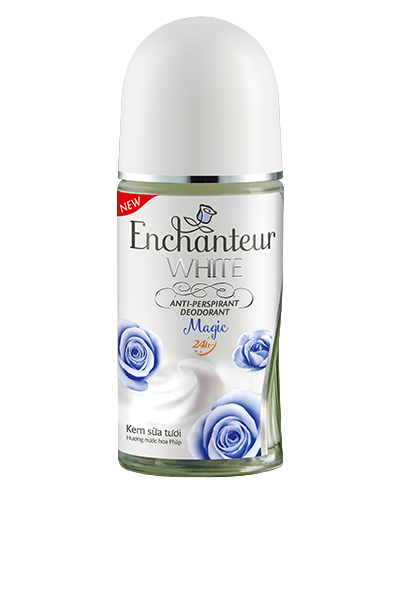 NEW
Enchanteur
WHITE
ANTI-PERSPIRANT
DEODORANT
Magic
24h
Kem sữa tươi
Hương nước hoa Pháp